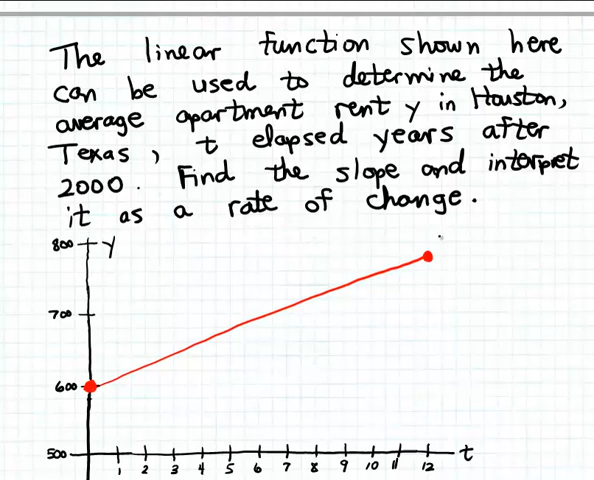 The linear function shown here
can be used to determine the
average apartment rent y in Houston,
Texas, t elapsed years after
2000. Find the slope and interpret
it as a rate of change.
800 y
700
600
500 t
1 2 3 4 5 6 7 8 9 10 11 12